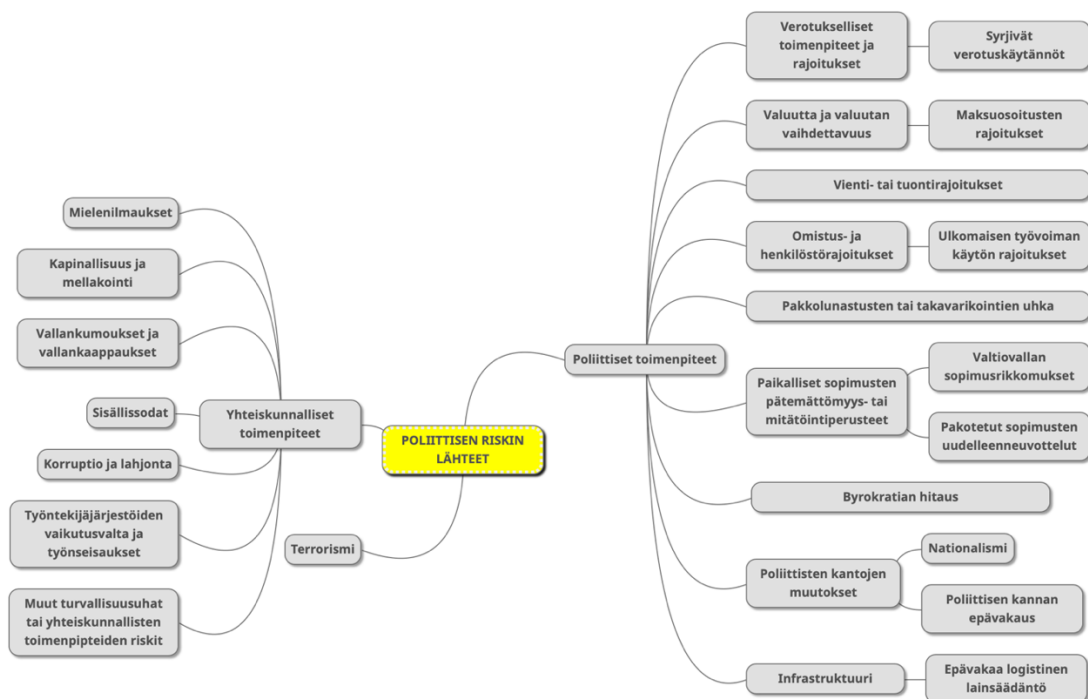 POLIITTISEN RISKIN
LÄHTEET
Yhteiskunnalliset
toimenpiteet
Mielenilmaukset
Kapinallisuus ja
mellakointi
Vallankumoukset ja
vallankaappaukset
Sisällissodat
Korruptio ja lahjonta
Työntekijäjärjestöiden
vaikutusvalta ja
työnseisaukset
Muut turvallisuusuhat
tai yhteiskunnallisten
toimenpipteiden riskit
Terrorismi
Poliittiset toimenpiteet
Verotukselliset
toimenpiteet ja
rajoitukset
Syrjivät
verotuskäytännöt
Valuutta ja valuutan
vaihdettavuus
Maksuosoitusten
rajoitukset
Vienti- tai tuontirajoitukset
Omistus- ja
henkilöstörajoitukset
Ulkomaisen työvoiman
käytön rajoitukset
Pakkolunastusten tai takavarikointien uhka
Paikalliset sopimusten
pätemättömyys- tai
mitätöintiperusteet
Valtiovallan
sopimusrikkomukset
Pakotetut sopimusten
uudelleenneuvottelut
Byrokratian hitaus
Poliittisten kantojen
muutokset
Nationalismi
Poliittisen kannan
epävakaus
Infrastruktuuri
Epävakaa logistinen
lainsäädäntö